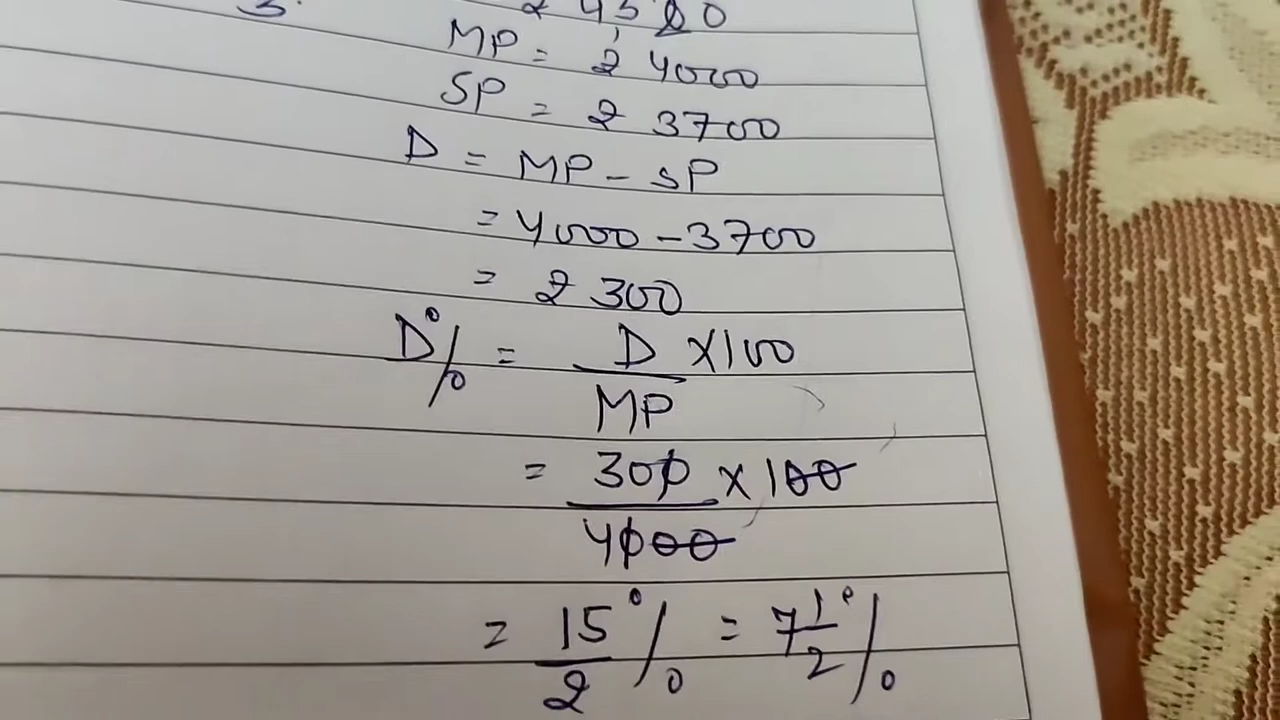 3.
MP = ₹ 4000
SP = ₹ 3700
D = MP - SP
= 4000 - 3700
= ₹ 300
D% = D/MP × 100
= 300/4000 × 100
= 15/2 % = 7 1/2 %